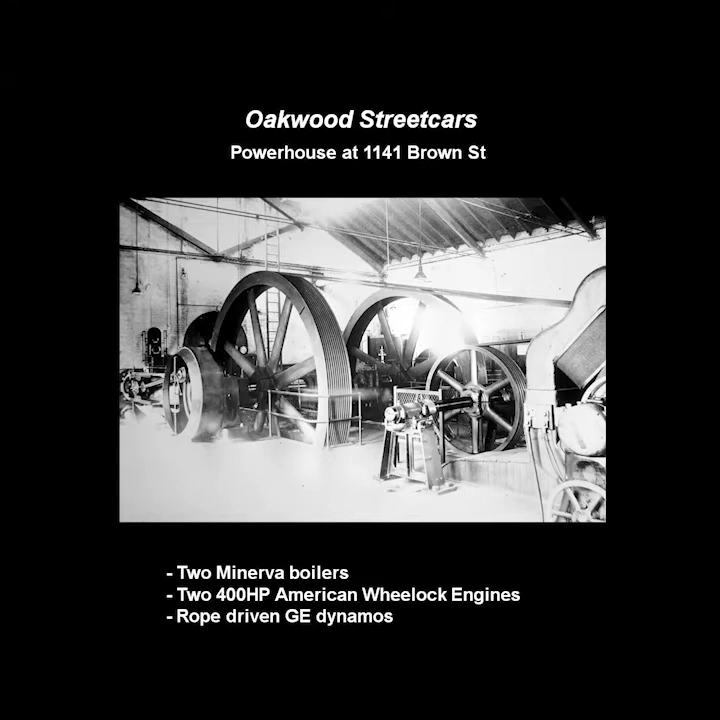 Oakwood Streetcars
Powerhouse at 1141 Brown St
- Two Minerva boilers
- Two 400HP American Wheelock Engines
- Rope driven GE dynamos